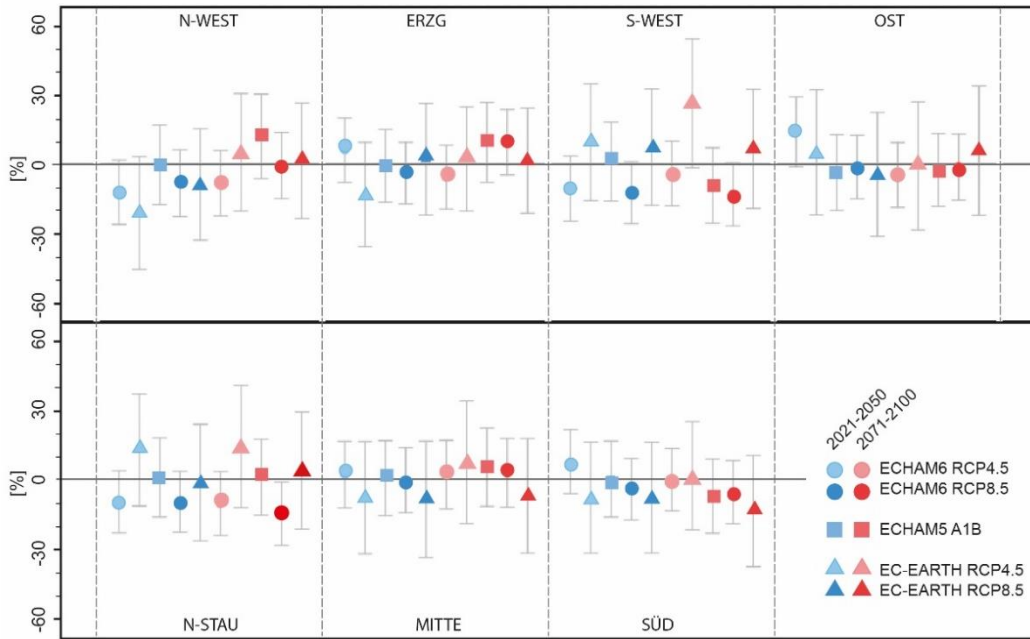 N-WEST ERZG S-WEST OST
60
30
0
-30
-60
[%]
60
30
0
-30
-60
[%]
N-STAU MITTE SÜD
2021-2050
2071-2100
ECHAM6 RCP4.5
ECHAM6 RCP8.5
ECHAM5 A1B
EC-EARTH RCP4.5
EC-EARTH RCP8.5